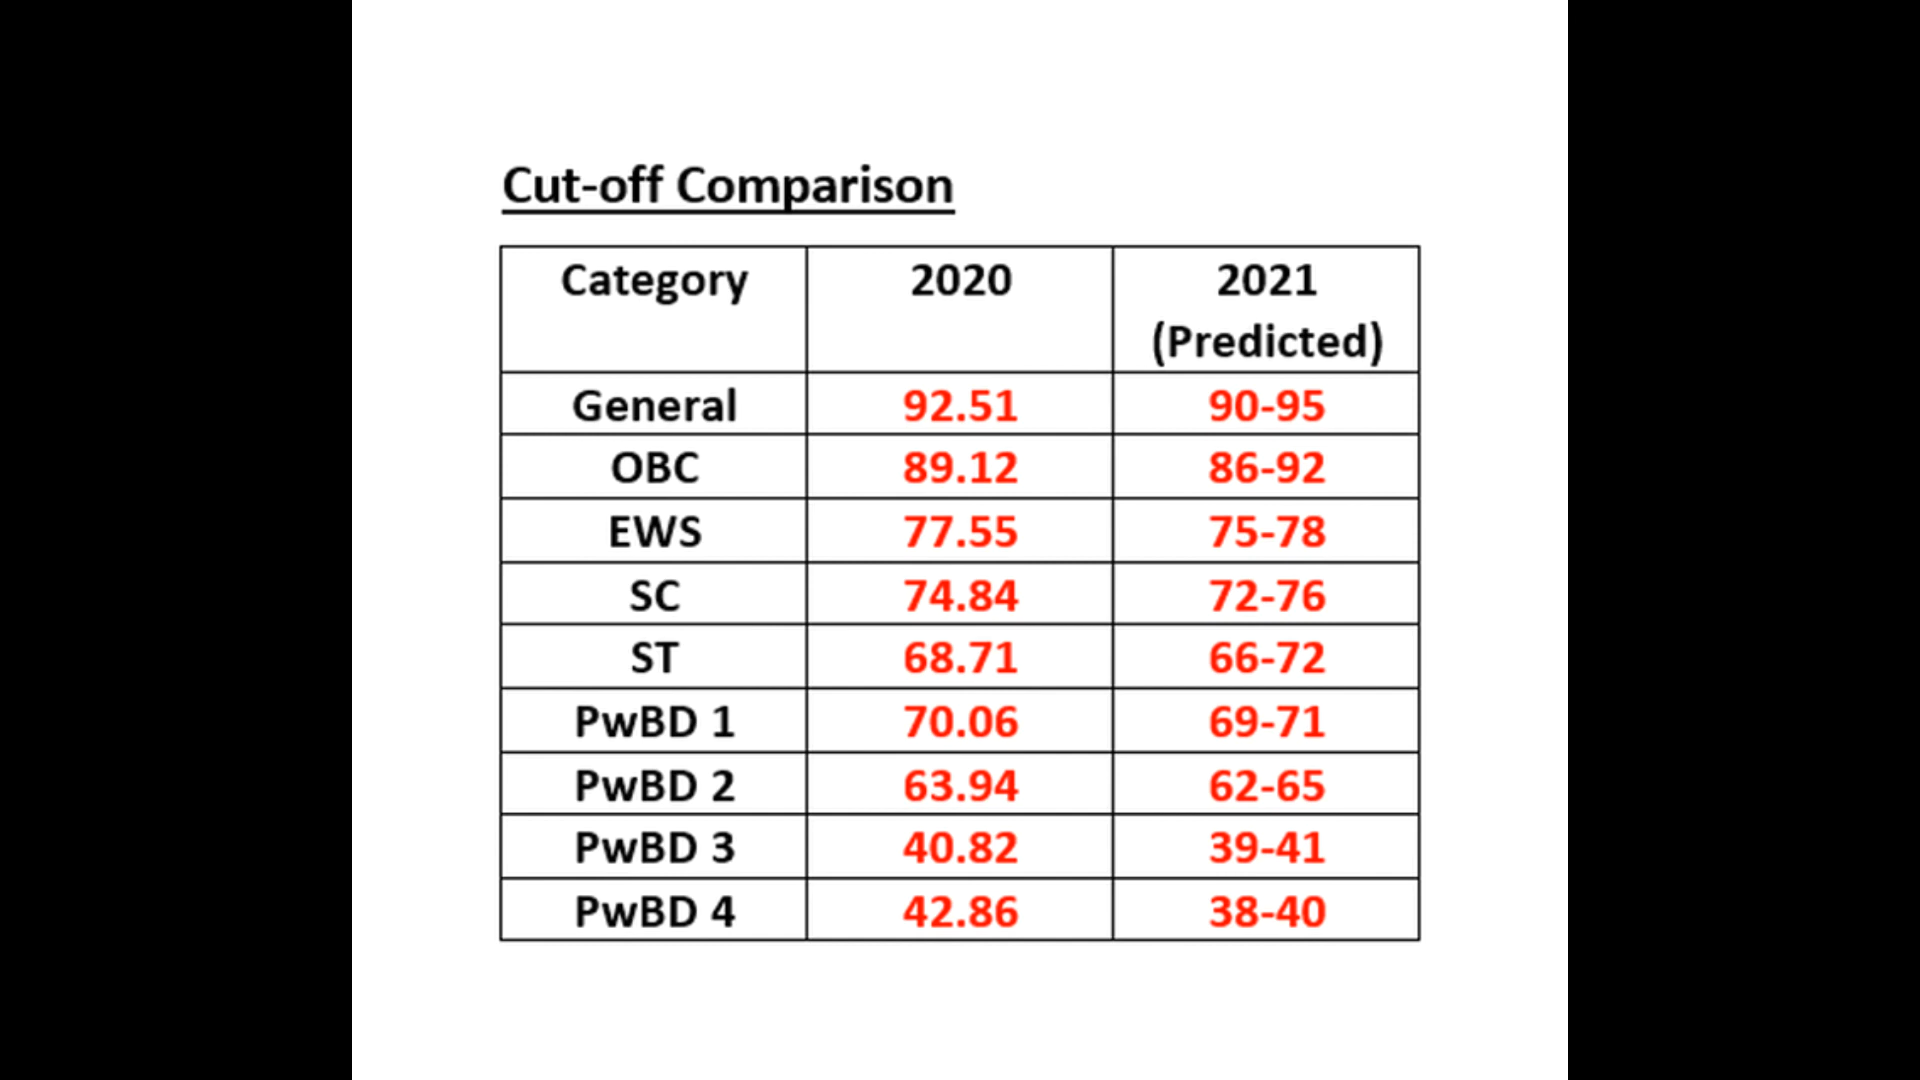 Cut-off Comparison
Category 2020 2021
(Predicted)
General 92.51 90-95
OBC 89.12 86-92
EWS 77.55 75-78
SC 74.84 72-76
ST 68.71 66-72
PwBD 1 70.06 69-71
PwBD 2 63.94 62-65
PwBD 3 40.82 39-41
PwBD 4 42.86 38-40